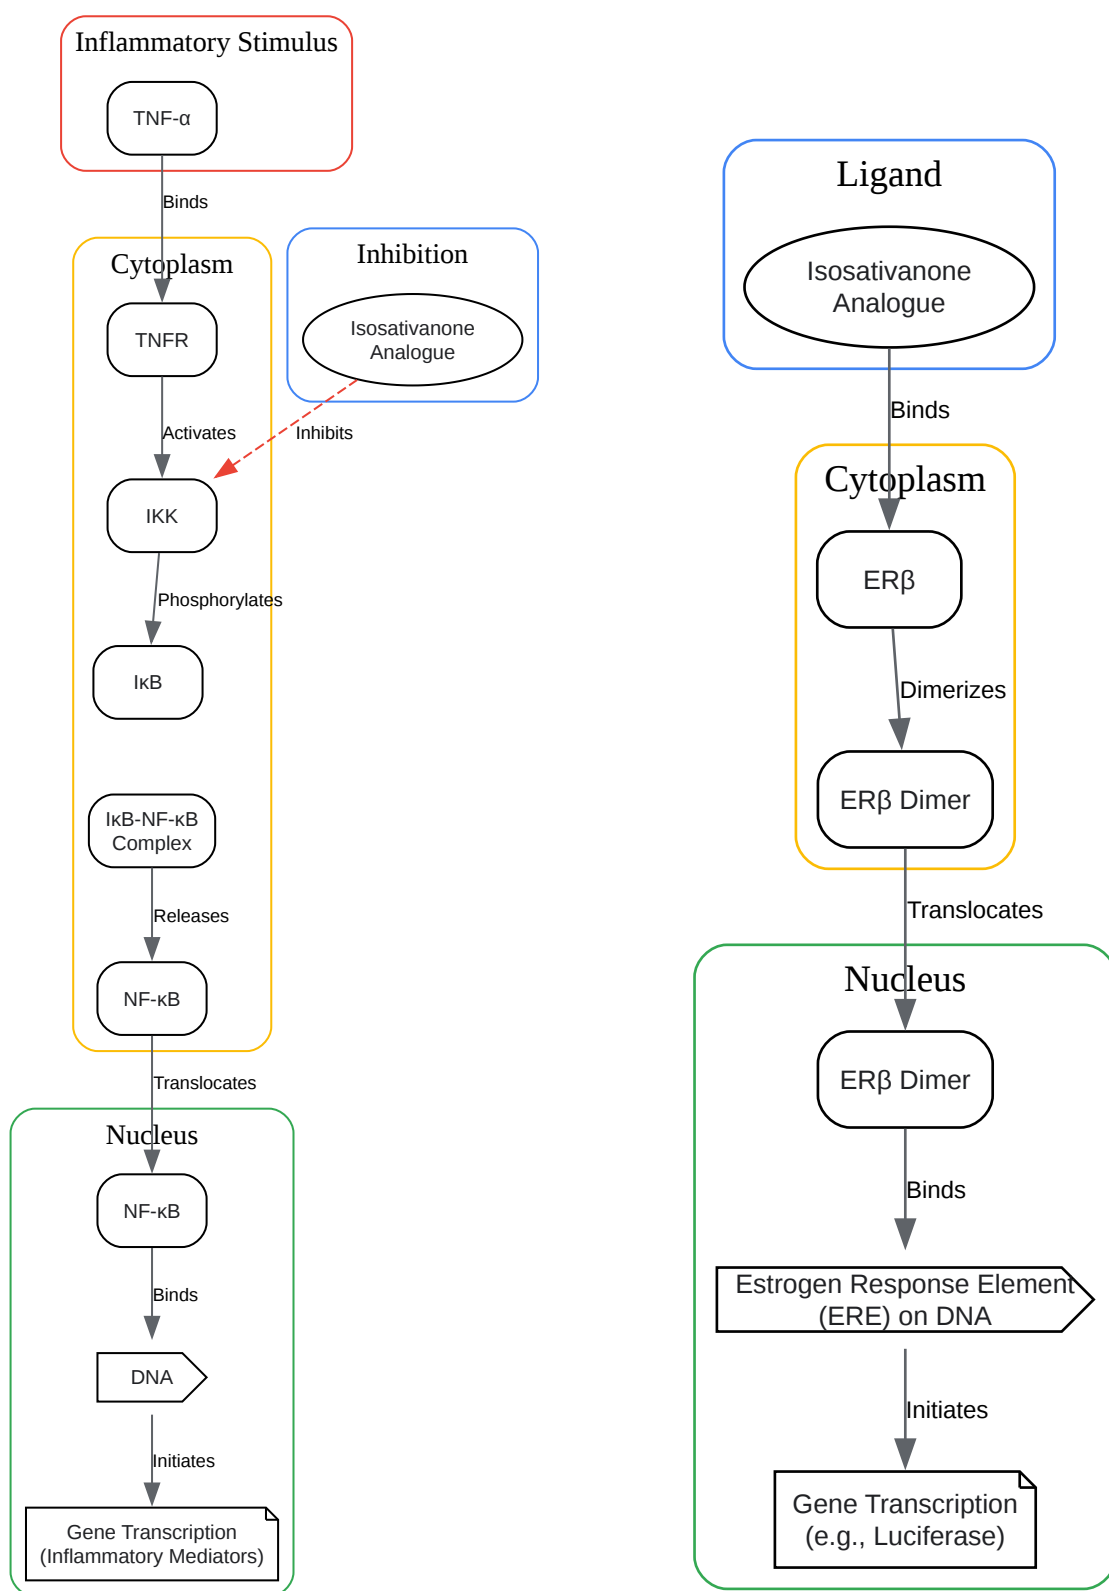 Inflammatory Stimulus
TNF-α
Binds
Cytoplasm
TNFR
Activates
IKK
Phosphorylates
IκB
IκB-NF-κB
Complex
Releases
NF-κB
Translocates
Nucleus
NF-κB
Binds
DNA
Initiates
Gene Transcription
(Inflammatory Mediators)
Inhibition
Isosativanone
Analogue
Inhibits
Ligand
Isosativanone
Analogue
Binds
Cytoplasm
ERβ
Dimerizes
ERβ Dimer
Translocates
Nucleus
ERβ Dimer
Binds
Estrogen Response Element
(ERE) on DNA
Initiates
Gene Transcription
(e.g., Luciferase)